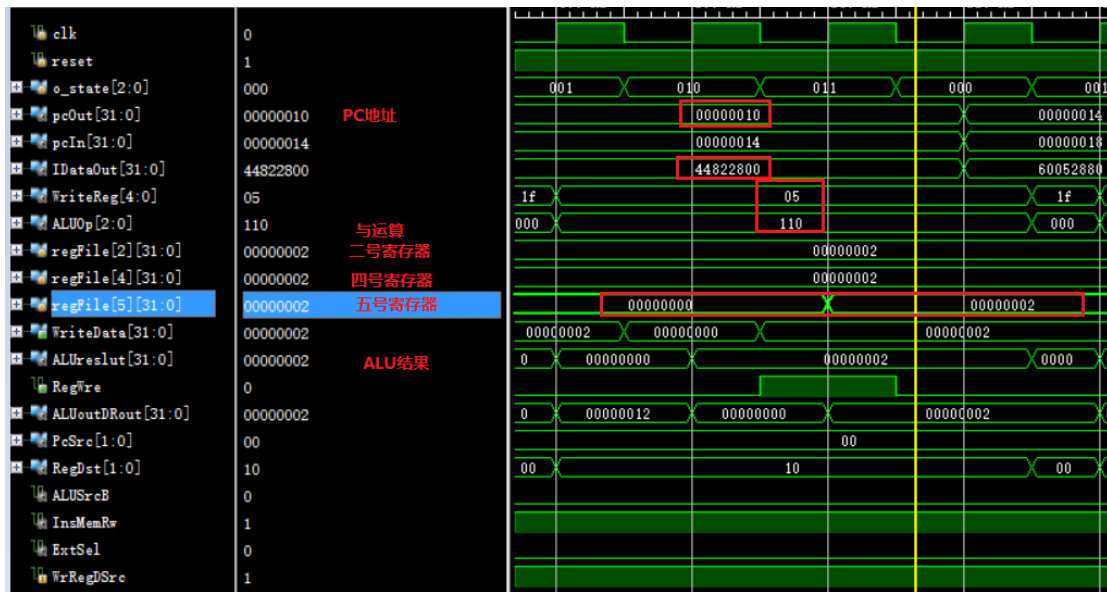 clk 0
reset 1
o_state[2:0] 000 001 010 011 000 001
pcOut[31:0] 00000010 PC地址 00000010 00000014
pcIn[31:0] 00000014 00000014 00000018
IDataOut[31:0] 44822800 44822800 60052880
WriteReg[4:0] 05 1f 05 1f
ALUOp[2:0] 110 与运算 000 110 000
regFile[2][31:0] 00000002 二号寄存器 00000002
regFile[4][31:0] 00000002 四号寄存器 00000002
regFile[5][31:0] 00000002 五号寄存器 00000000 00000002
WriteData[31:0] 00000002 00000002 00000000 00000002
ALUreslut[31:0] 00000002 ALU结果 0 00000000 00000002 0000
RegWre 0
ALUoutDRout[31:0] 00000002 0 00000012 00000000 00000002
PcSrc[1:0] 00 00
RegDst[1:0] 10 00 10 00
ALUSrcB 0
InsMemRw 1
ExtSel 0
WrRegDSrc 1